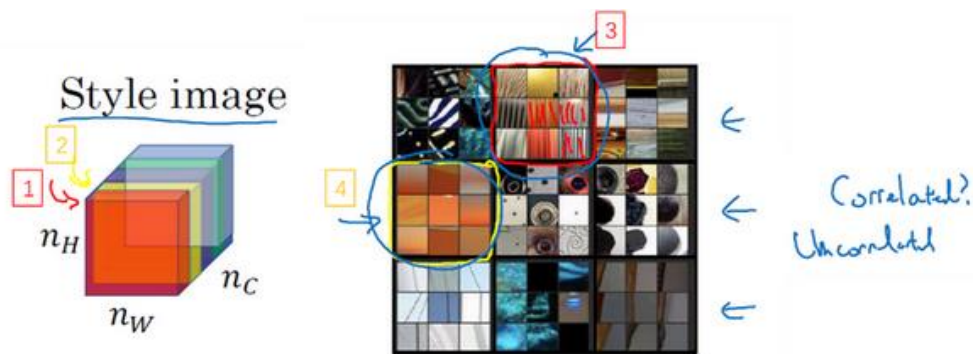 Style image
1
2
n_H
n_W
n_C
3
4
Correlated?
Uncorrelated